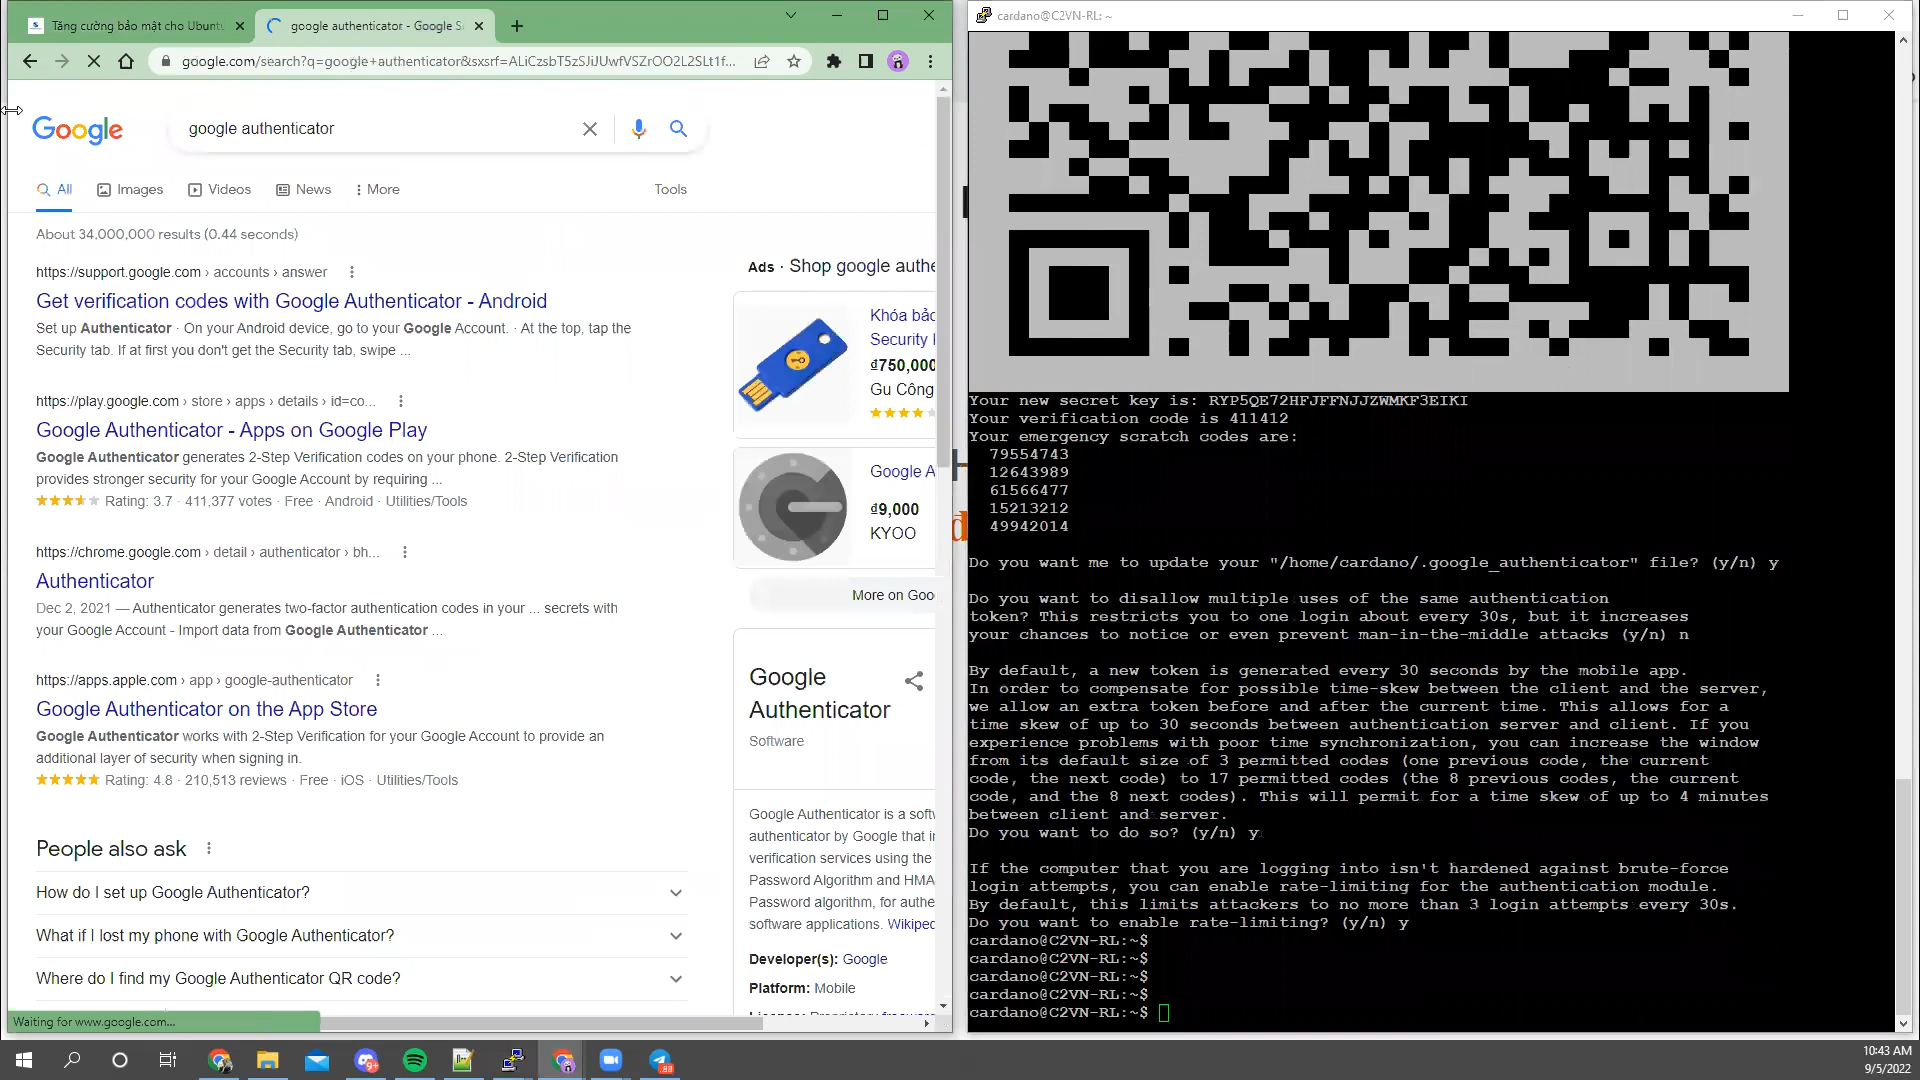 Tăng cường bảo mật cho Ubuntu
google authenticator - Google S
google.com/search?q=google+authenticator&sxsrf=ALiCzsbT5zSJiJUwfVSZrOO2L2SLt1f...
Google
google authenticator
All
Images
Videos
News
More
Tools
About 34,000,000 results (0.44 seconds)
https://support.google.com › accounts › answer
Get verification codes with Google Authenticator - Android
Set up Authenticator · On your Android device, go to your Google Account. · At the top, tap the
Security tab. If at first you don't get the Security tab, swipe ...
https://play.google.com › store › apps › details › id=co...
Google Authenticator - Apps on Google Play
Google Authenticator generates 2-Step Verification codes on your phone. 2-Step Verification
provides stronger security for your Google Account by requiring ...
Rating: 3.7 · 411,377 votes · Free · Android · Utilities/Tools
https://chrome.google.com › detail › authenticator › bh...
Authenticator
Dec 2, 2021 — Authenticator generates two-factor authentication codes in your ... secrets with
your Google Account - Import data from Google Authenticator ...
https://apps.apple.com › app › google-authenticator
Google Authenticator on the App Store
Google Authenticator works with 2-Step Verification for your Google Account to provide an
additional layer of security when signing in.
Rating: 4.8 · 210,513 reviews · Free · iOS · Utilities/Tools
People also ask
How do I set up Google Authenticator?
What if I lost my phone with Google Authenticator?
Where do I find my Google Authenticator QR code?
Waiting for www.google.com...
Ads · Shop google authe
Khóa bảo
Security
₫750,000
Gu Công
Google A
₫9,000
KYOO
More on Goo
Google
Authenticator
Software
Google Authenticator is a softw
authenticator by Google that i
verification services using the
Password Algorithm and HMA
Password algorithm, for authe
software applications. Wikiped
Developer(s): Google
Platform: Mobile
cardano@C2VN-RL: ~
Your new secret key is: RYP5QE72HFJFFNJJZWMKF3EIKI
Your verification code is 411412
Your emergency scratch codes are:
79554743
12643989
61566477
15213212
49942014
Do you want me to update your "/home/cardano/.google_authenticator" file? (y/n) y
Do you want to disallow multiple uses of the same authentication
token? This restricts you to one login about every 30s, but it increases
your chances to notice or even prevent man-in-the-middle attacks (y/n) n
By default, a new token is generated every 30 seconds by the mobile app.
In order to compensate for possible time-skew between the client and the server,
we allow an extra token before and after the current time. This allows for a
time skew of up to 30 seconds between authentication server and client. If you
experience problems with poor time synchronization, you can increase the window
from its default size of 3 permitted codes (one previous code, the current
code, the next code) to 17 permitted codes (the 8 previous codes, the current
code, and the 8 next codes). This will permit for a time skew of up to 4 minutes
between client and server.
Do you want to do so? (y/n) y
If the computer that you are logging into isn't hardened against brute-force
login attempts, you can enable rate-limiting for the authentication module.
By default, this limits attackers to no more than 3 login attempts every 30s.
Do you want to enable rate-limiting? (y/n) y
cardano@C2VN-RL:~$
cardano@C2VN-RL:~$
cardano@C2VN-RL:~$
cardano@C2VN-RL:~$
cardano@C2VN-RL:~$
10:43 AM
9/5/2022